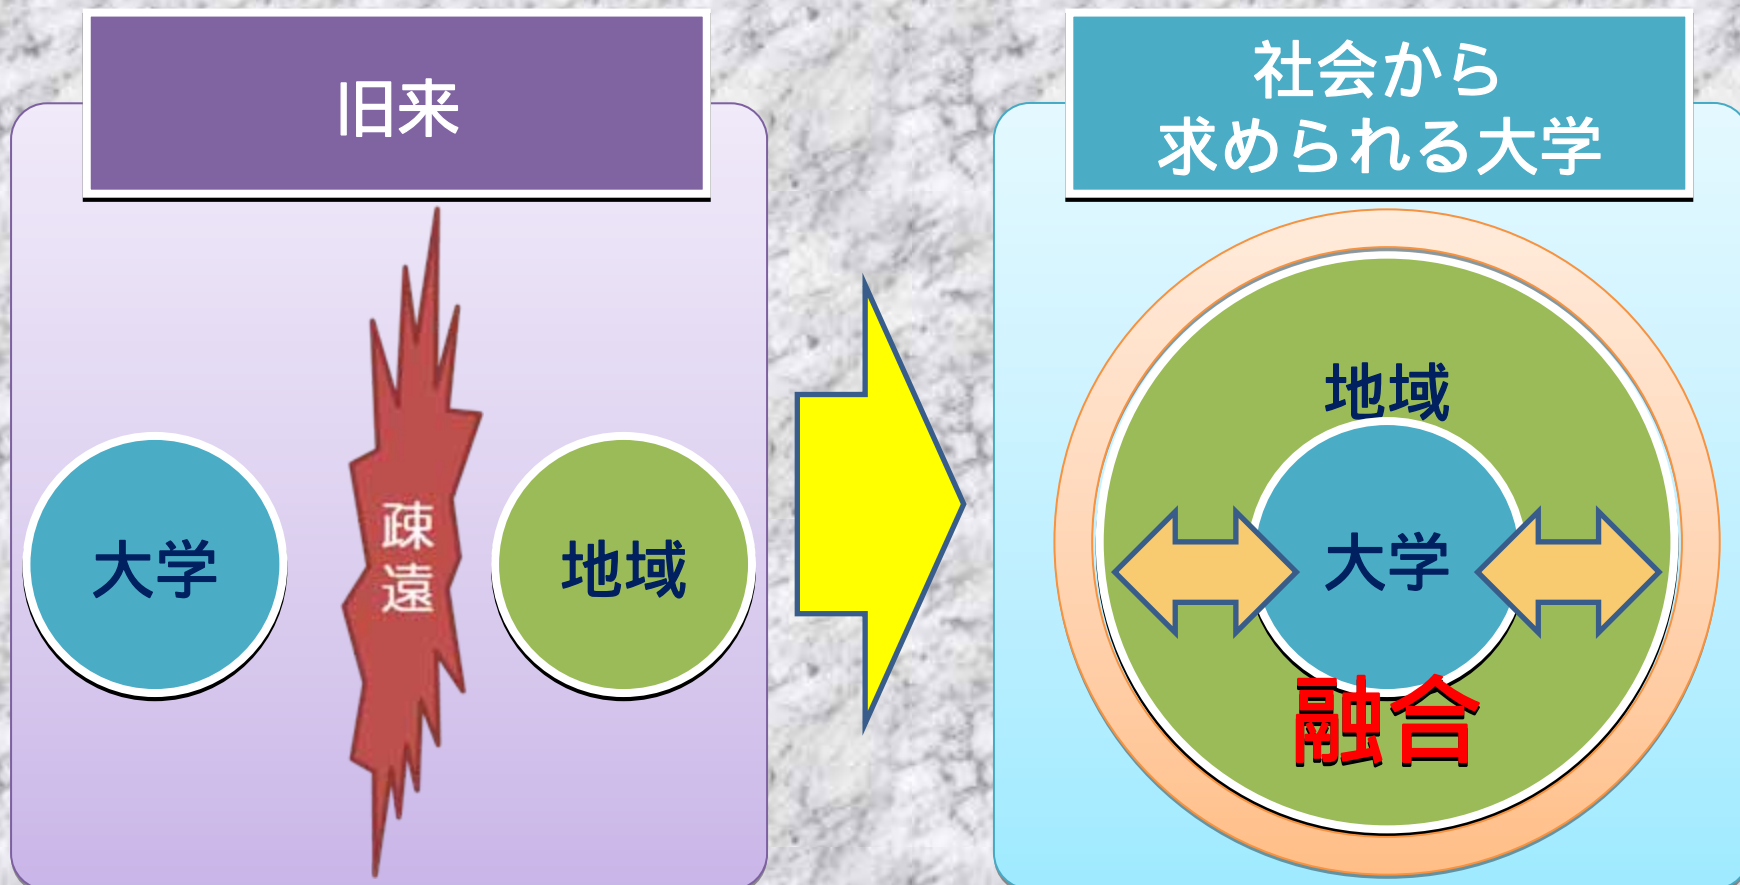 旧来
大学
疎
遠
地域
社会から
求められる大学
地域
大学
融合